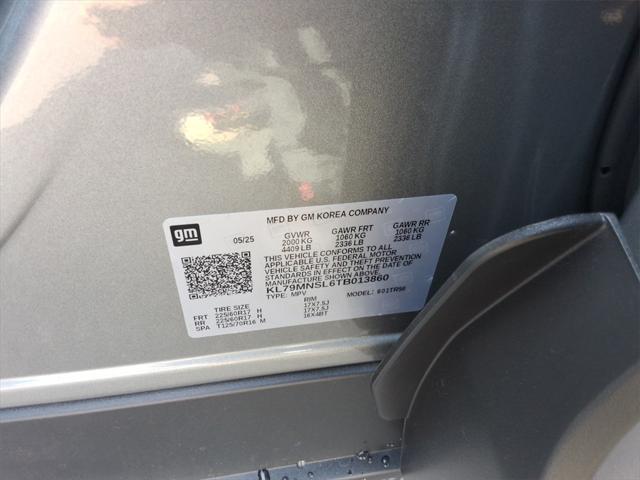 MFD BY GM KOREA COMPANY
gm
05/25
GVWR GAWR FRT GAWR RR
2000 KG 1060 KG 1060 KG
4409 LB 2336 LB 2336 LB
THIS VEHICLE CONFORMS TO ALL
APPLICABLE U.S. FEDERAL MOTOR
VEHICLE SAFETY AND THEFT PREVENTION
STANDARDS IN EFFECT ON THE DATE OF
MANUFACTURE SHOWN ABOVE.
KL79MNSL6TB013860
TYPE: MPV MODEL: 601TR56
TIRE SIZE RIM
FRT 225/60R17 H 17X7.5J
RR 225/60R17 H 17X7.5J
SPA T125/70R16 M 16X4BT